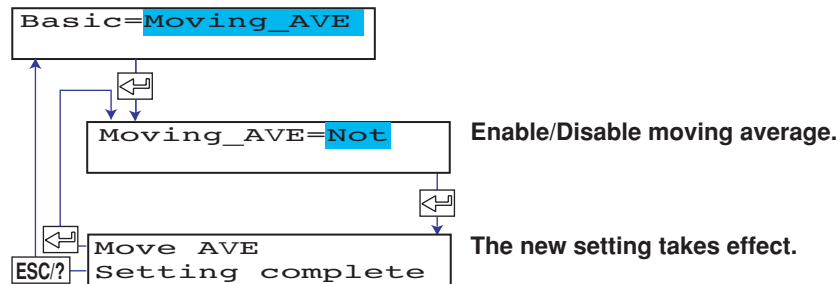 Basic=Moving_AVE
Moving_AVE=Not
Enable/Disable moving average.
Move AVE
The new setting takes effect.
ESC/?
Setting complete